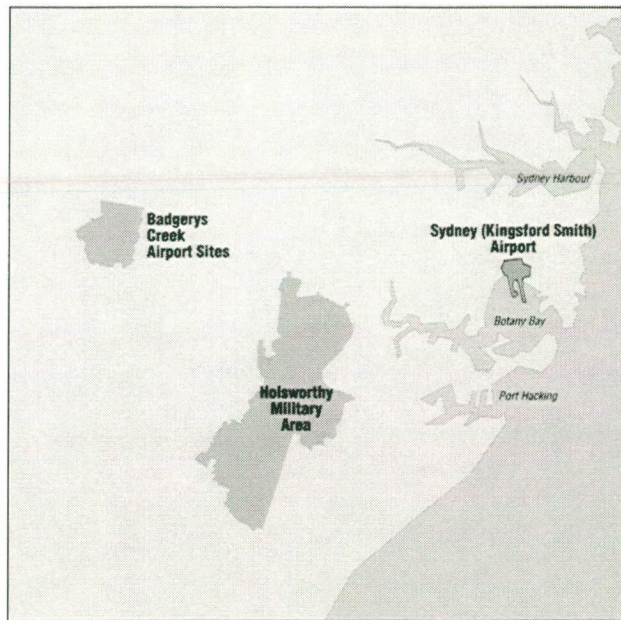 Sydney Harbour
Badgerys
Creek
Airport Sites
Sydney (Kingsford Smith)
Airport
Botany Bay
Holsworthy
Military
Area
Port Hacking